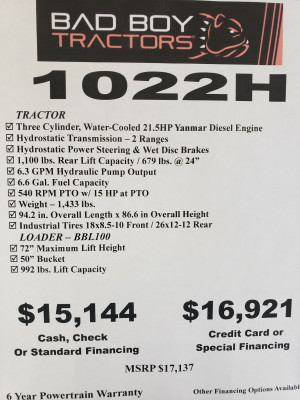 BAD BOY
TRACTORS
1022H
TRACTOR
☑ Three Cylinder, Water-Cooled 21.5HP Yanmar Diesel Engine
☑ Hydrostatic Transmission – 2 Ranges
☑ Hydrostatic Power Steering & Wet Disc Brakes
☑ 1,100 lbs. Rear Lift Capacity / 679 lbs. @ 24”
☑ 6.3 GPM Hydraulic Pump Output
☑ 6.6 Gal. Fuel Capacity
☑ 540 RPM PTO w/ 15 HP at PTO
☑ Weight – 1,433 lbs.
☑ 94.2 in. Overall Length x 86.6 in Overall Height
☑ Industrial Tires 18x8.5-10 Front / 26x12-12 Rear
LOADER – BBL100
☑ 72” Maximum Lift Height
☑ 50” Bucket
☑ 992 lbs. Lift Capacity
$15,144
Cash, Check
Or Standard Financing
$16,921
Credit Card or
Special Financing
MSRP $17,137
6 Year Powertrain Warranty
Other Financing Options Availabl